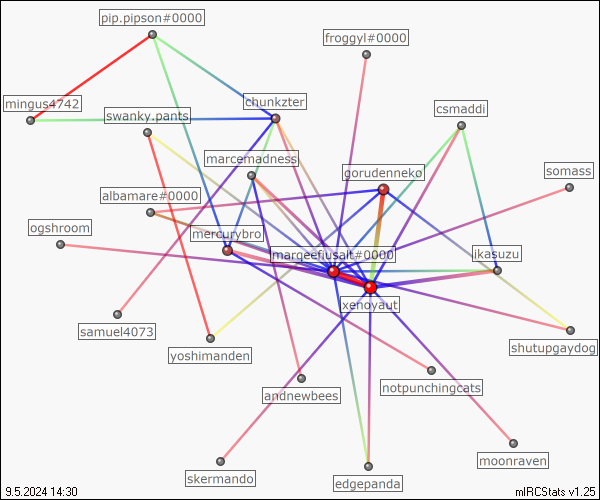 pip.pipson#0000
froggyl#0000
mingus4742
chunkzter
csmaddi
swanky.pants
marcemadness
gorudenneko
somass
albamare#0000
ogshroom
mercurybro
margeefjusalt#0000
ikasuzu
xenoyaut
samuel4073
yoshimanden
shutupgaydog
andnewbees
notpunchingcats
moonraven
skermando
edgepanda
9.5.2024 14:30
mIRCStats v1.25